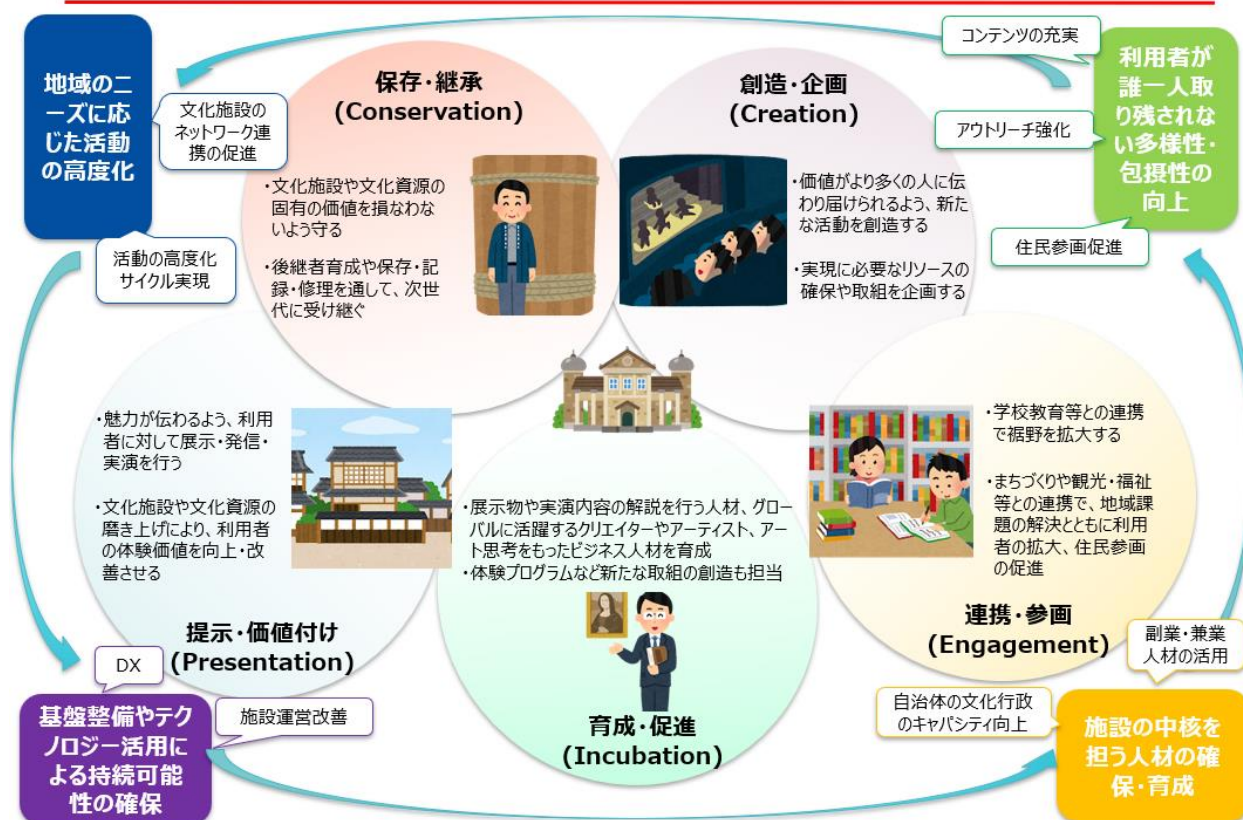 地域のニ
ーズに応
じた活動
の高度化
文化施設の
ネットワーク連
携の促進
活動の高度化
サイクル実現
保存・継承
(Conservation)
・文化施設や文化資源の
固有の価値を損なわな
いよう守る
・後継者育成や保存・記
録・修理を通して、次世
代に受け継ぐ
創造・企画
(Creation)
・価値がより多くの人に伝
わり届けられるよう、新た
な活動を創造する
・実現に必要なリソースの
確保や取組を企画する
コンテンツの充実
アウトリーチ強化
住民参画促進
利用者が
誰一人取
り残されな
い多様性・
包摂性の
向上
・魅力が伝わるよう、利用
者に対して展示・発信・
実演を行う
・文化施設や文化資源の
磨き上げにより、利用者
の体験価値を向上・改
善させる
提示・価値付け
(Presentation)
・展示物や実演内容の解説を行う人材、グロー
バルに活躍するクリエイターやアーティスト、アー
ト思考をもったビジネス人材を育成
・体験プログラムなど新たな取組の創造も担当
育成・促進
(Incubation)
・学校教育等との連携
で裾野を拡大する
・まちづくりや観光・福祉
等との連携で、地域課
題の解決とともに利用
者の拡大、住民参画
の促進
連携・参画
(Engagement)
DX
施設運営改善
基盤整備やテク
ノロジー活用に
よる持続可能
性の確保
副業・兼業
人材の活用
自治体の文化行政
のキャパシティ向上
施設の中核を
担う人材の確
保・育成